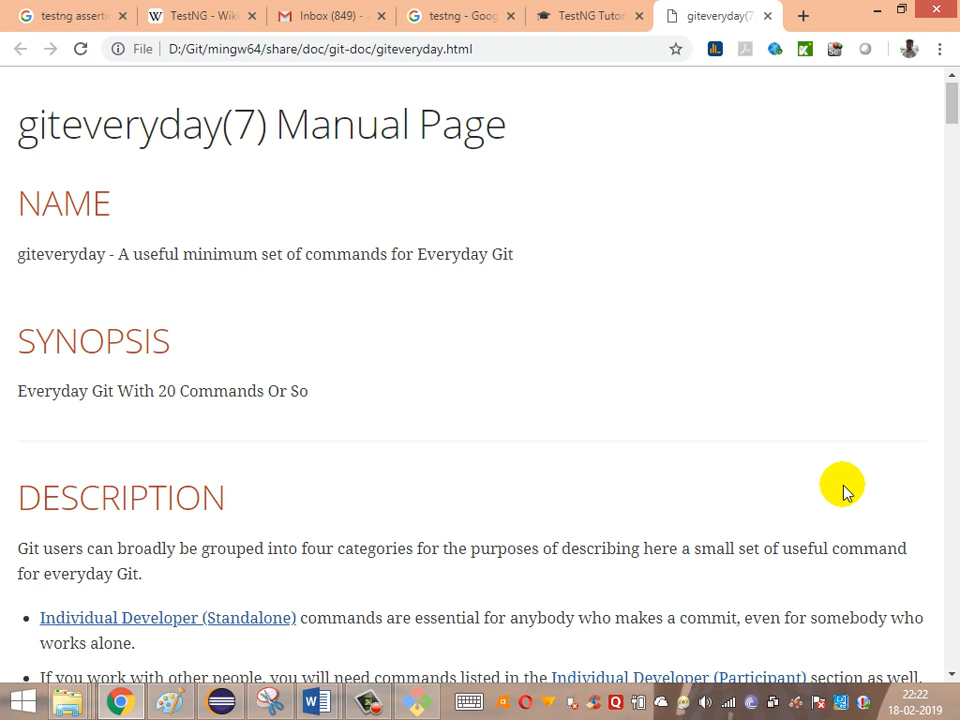 testng asserti
TestNG - Wiki
Inbox (849) - a
testng - Goog
TestNG Tutor
giteveryday(7
File
D:/Git/mingw64/share/doc/git-doc/giteveryday.html
giteveryday(7) Manual Page
NAME
giteveryday - A useful minimum set of commands for Everyday Git
SYNOPSIS
Everyday Git With 20 Commands Or So
DESCRIPTION
Git users can broadly be grouped into four categories for the purposes of describing here a small set of useful command
for everyday Git.
Individual Developer (Standalone) commands are essential for anybody who makes a commit, even for somebody who
works alone.
If you work with other people, you will need commands listed in the Individual Developer (Participant) section as well.
22:22
18-02-2019